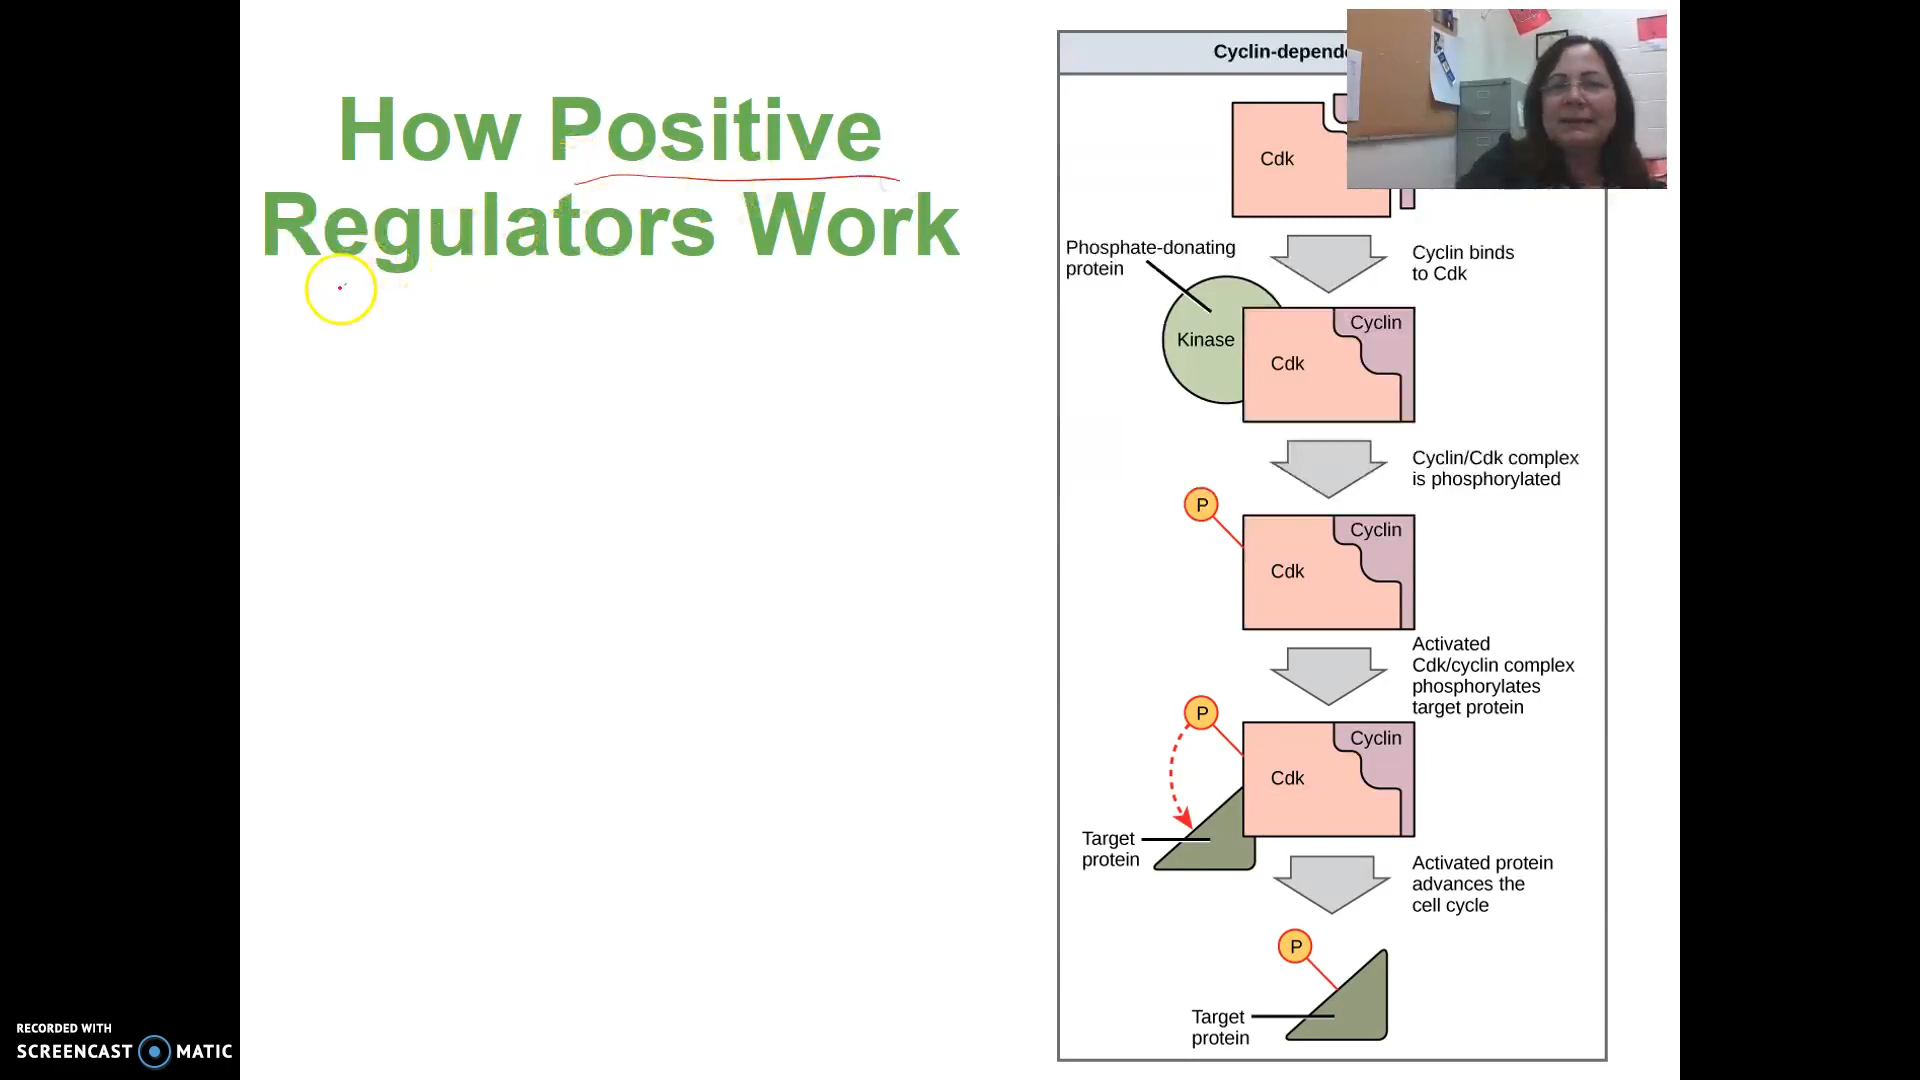 How Positive
Regulators Work
Cyclin-depend
Cdk
Cyclin binds
to Cdk
Phosphate-donating
protein
Kinase
Cdk
Cyclin
Cyclin/Cdk complex
is phosphorylated
P
Cdk
Cyclin
Activated
Cdk/cyclin complex
phosphorylates
target protein
P
Cdk
Cyclin
Target
protein
Activated protein
advances the
cell cycle
P
Target
protein
RECORDED WITH
SCREENCAST MATIC